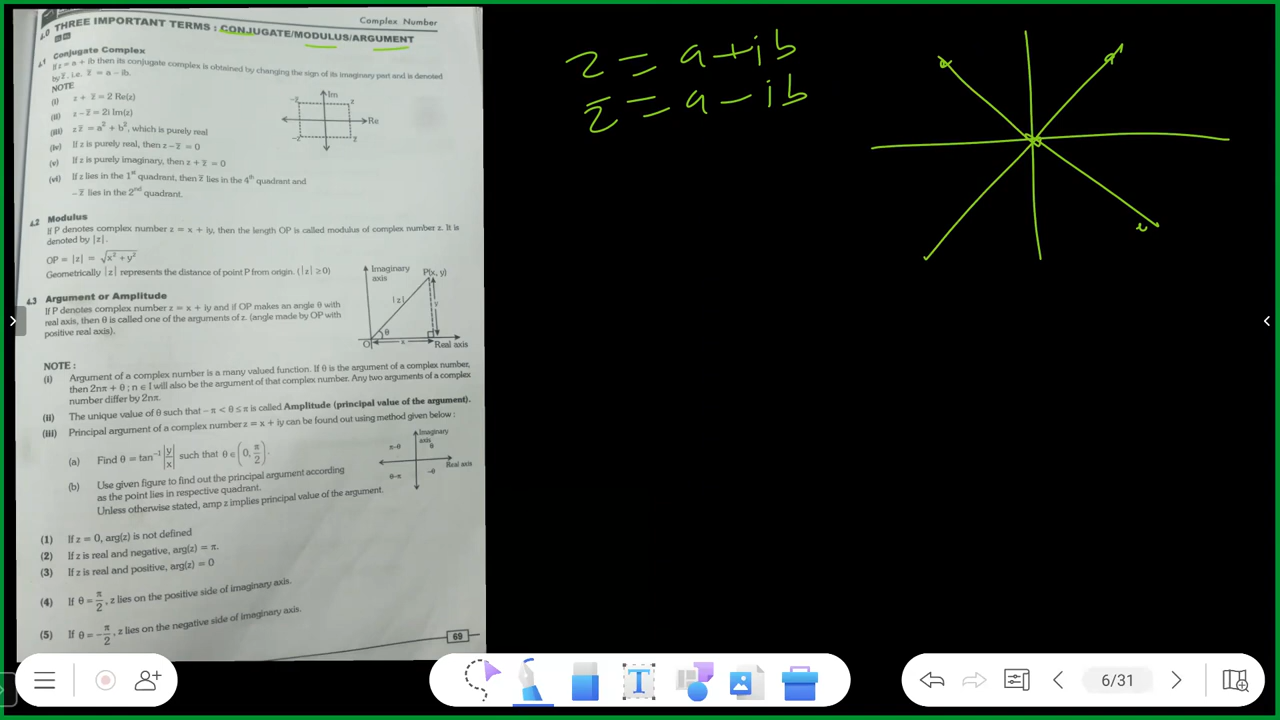 Complex Number
4.0 THREE IMPORTANT TERMS : CONJUGATE/MODULUS/ARGUMENT
4.1 Conjugate Complex
If z = a + ib then its conjugate complex is obtained by changing the sign of its imaginary part and is denoted
by z̅. i.e. z̅ = a – ib.
NOTE
(i) z + z̅ = 2 Re(z)
(ii) z – z̅ = 2i Im(z)
(iii) z z̅ = a² + b², which is purely real
(iv) If z is purely real, then z – z̅ = 0
(v) If z is purely imaginary, then z + z̅ = 0
(vi) If z lies in the 1st quadrant, then z̅ lies in the 4th quadrant and
–z̅ lies in the 2nd quadrant.
Im
–z̅ z
Re
–z z̅
4.2 Modulus
If P denotes complex number z = x + iy, then the length OP is called modulus of complex number z. It is
denoted by |z|.
OP = |z| = √x² + y²
Geometrically |z| represents the distance of point P from origin. (|z| ≥ 0)
4.3 Argument or Amplitude
If P denotes complex number z = x + iy and if OP makes an angle θ with
real axis, then θ is called one of the arguments of z. (angle made by OP with
positive real axis).
Imaginary
axis
P(x, y)
|z|
y
θ
O x Real axis
NOTE :
(i) Argument of a complex number is a many valued function. If θ is the argument of a complex number,
then 2nπ + θ ; n ∈ I will also be the argument of that complex number. Any two arguments of a complex
number differ by 2nπ.
(ii) The unique value of θ such that – π < θ ≤ π is called Amplitude (principal value of the argument).
(iii) Principal argument of a complex number z = x + iy can be found out using method given below :
(a) Find θ = tan⁻¹ |y/x| such that θ ∈ (0, π/2).
(b) Use given figure to find out the principal argument according
as the point lies in respective quadrant.
Unless otherwise stated, amp z implies principal value of the argument.
Imaginary
axis
π–θ θ
Real axis
θ–π –θ
(1) If z = 0, arg(z) is not defined
(2) If z is real and negative, arg(z) = π.
(3) If z is real and positive, arg(z) = 0
(4) If θ = π/2, z lies on the positive side of imaginary axis.
(5) If θ = –π/2, z lies on the negative side of imaginary axis.
69
z = a+ib
z̅ = a–ib
T
6/31